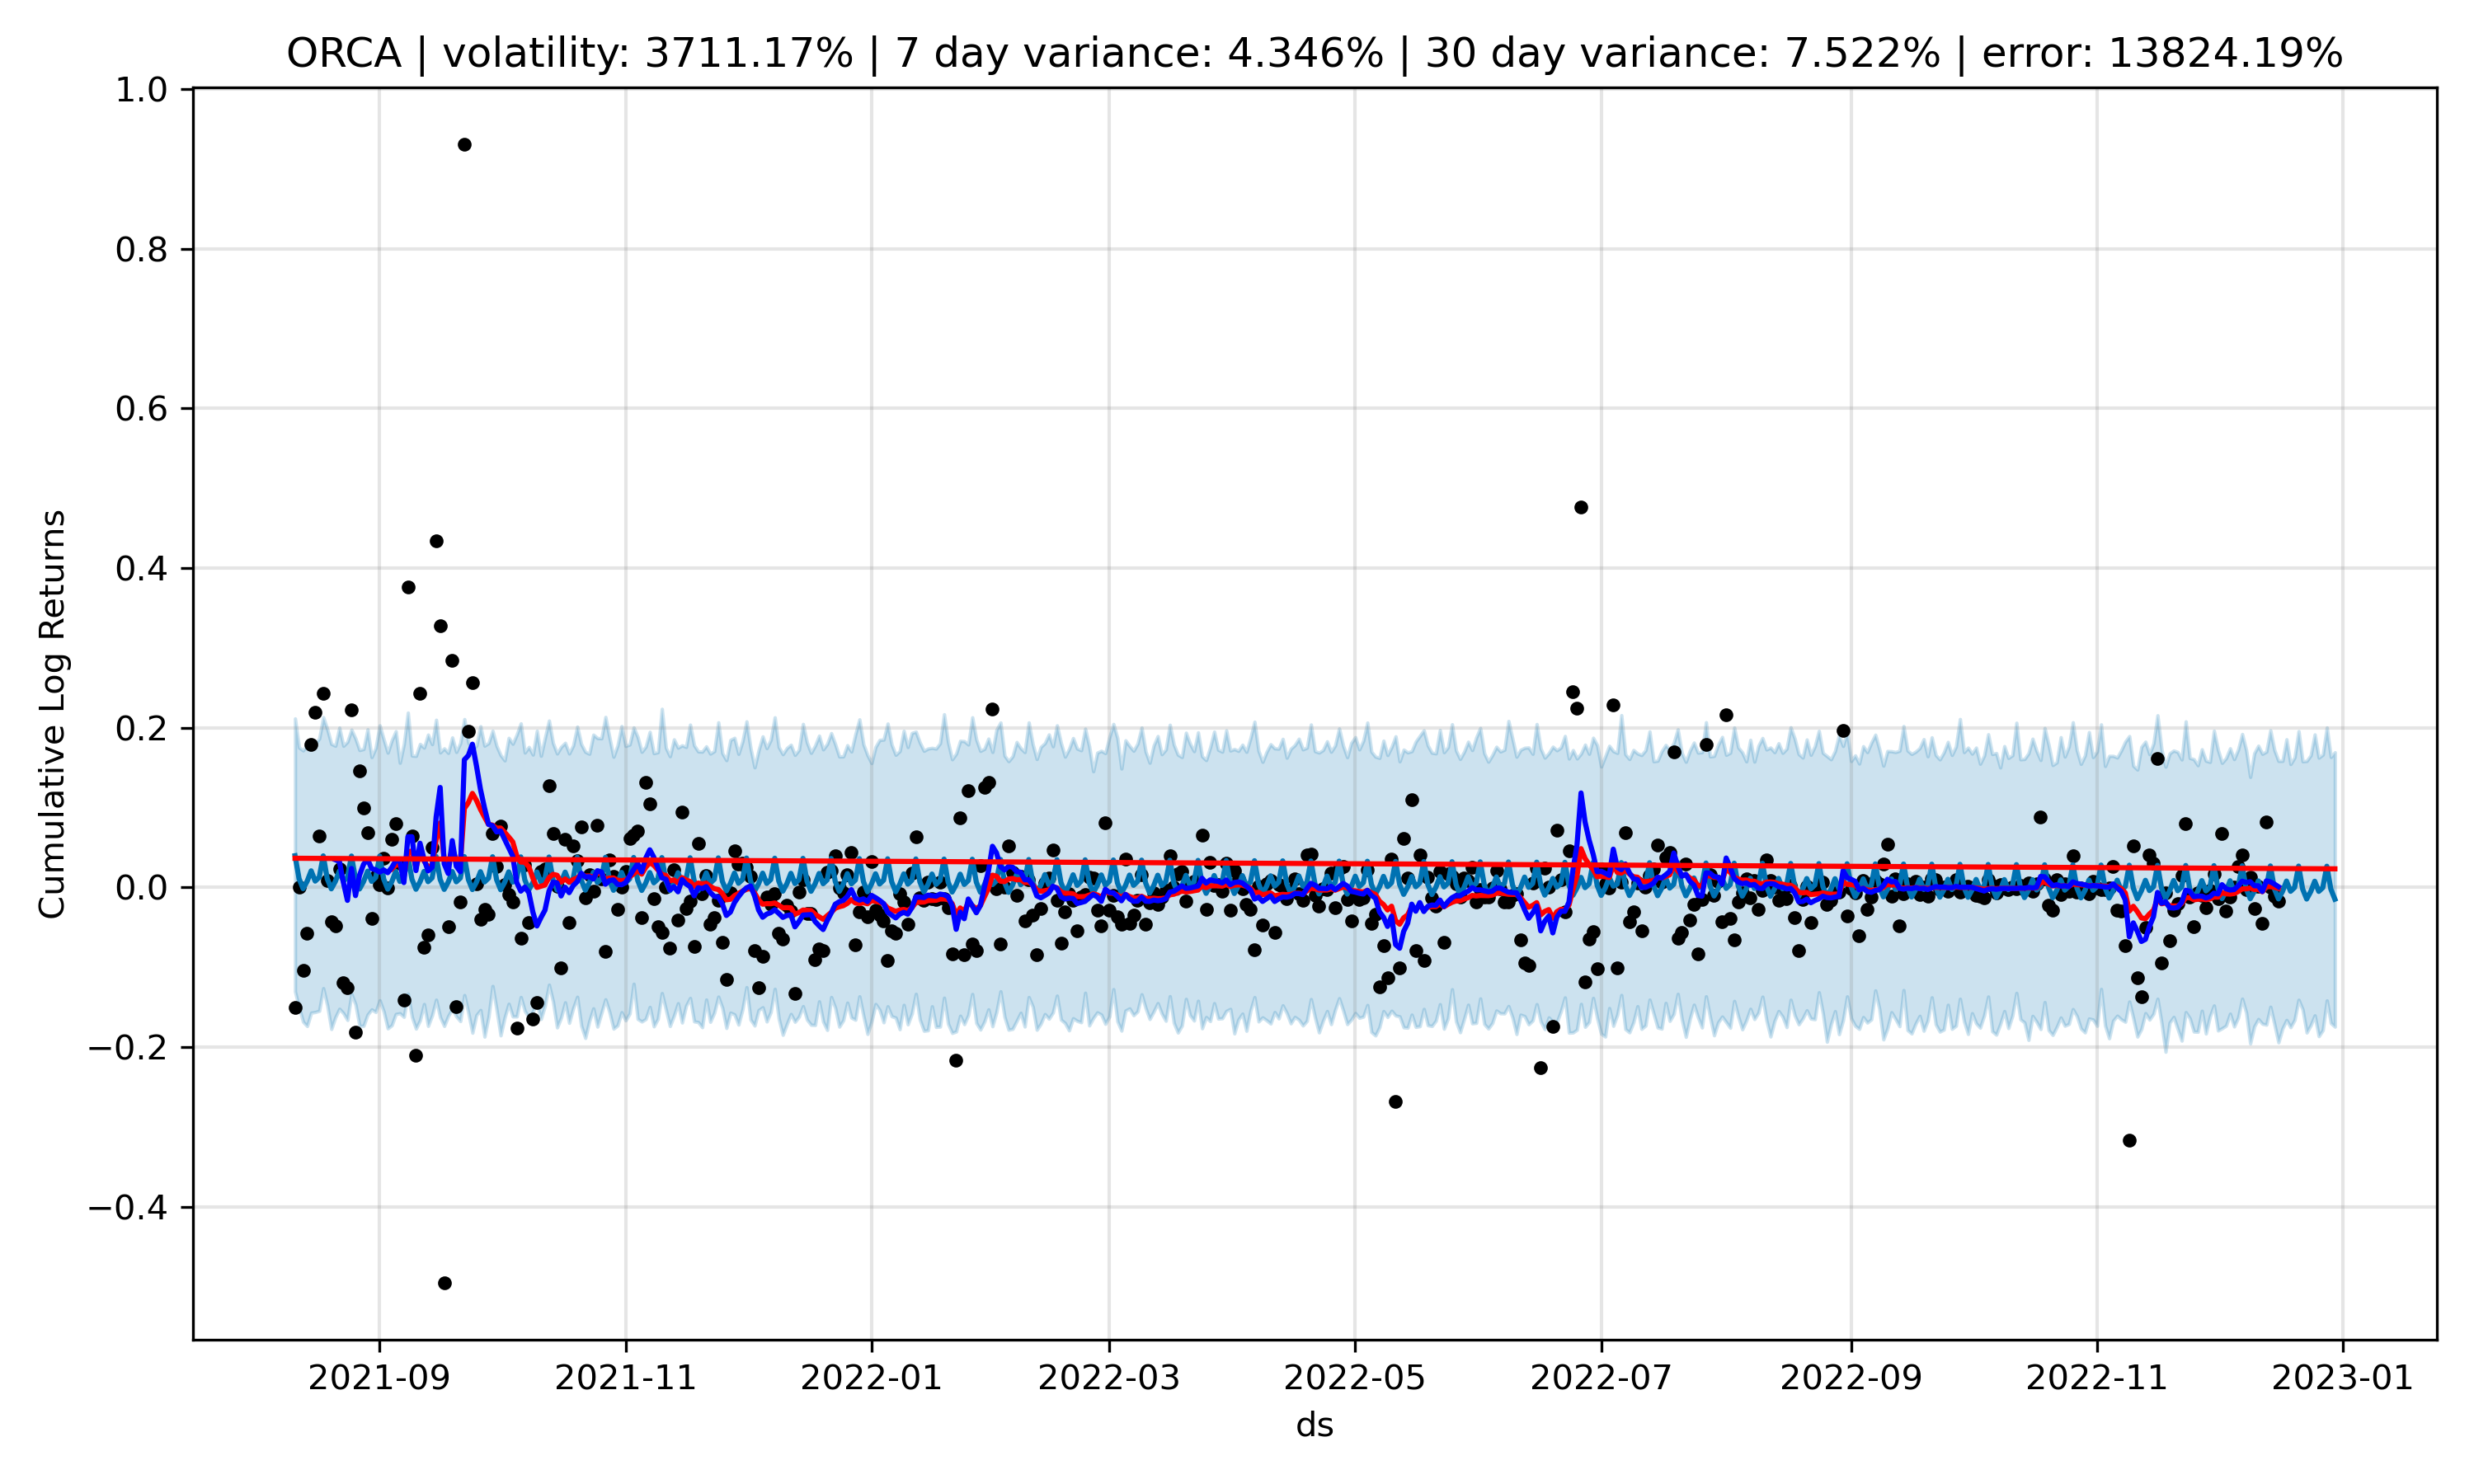 ORCA | volatility: 3711.17% | 7 day variance: 4.346% | 30 day variance: 7.522% | error: 13824.19%
1.0
0.8
0.6
0.4
0.2
0.0
−0.2
−0.4
Cumulative Log Returns
2021-09 2021-11 2022-01 2022-03 2022-05 2022-07 2022-09 2022-11 2023-01
ds